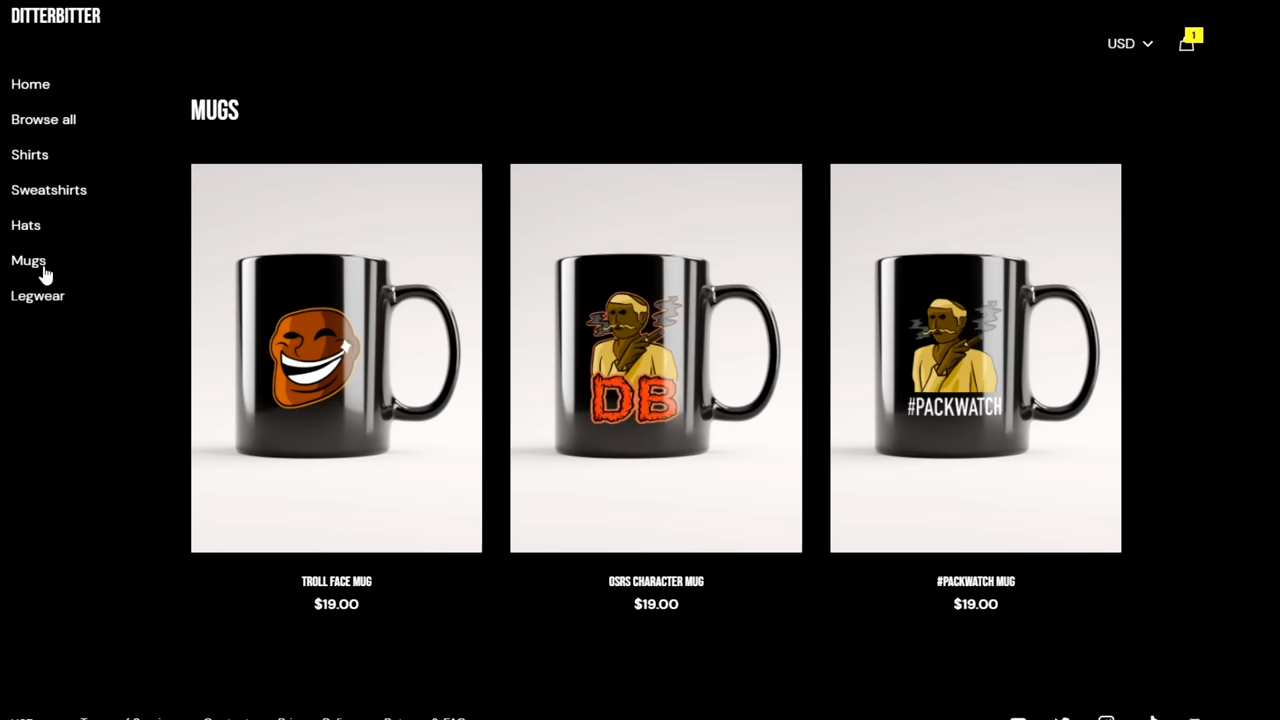 DITTERBITTER
USD
1
Home
Browse all
Shirts
Sweatshirts
Hats
Mugs
Legwear
MUGS
DB
#PACKWATCH
TROLL FACE MUG
$19.00
OSRS CHARACTER MUG
$19.00
#PACKWATCH MUG
$19.00